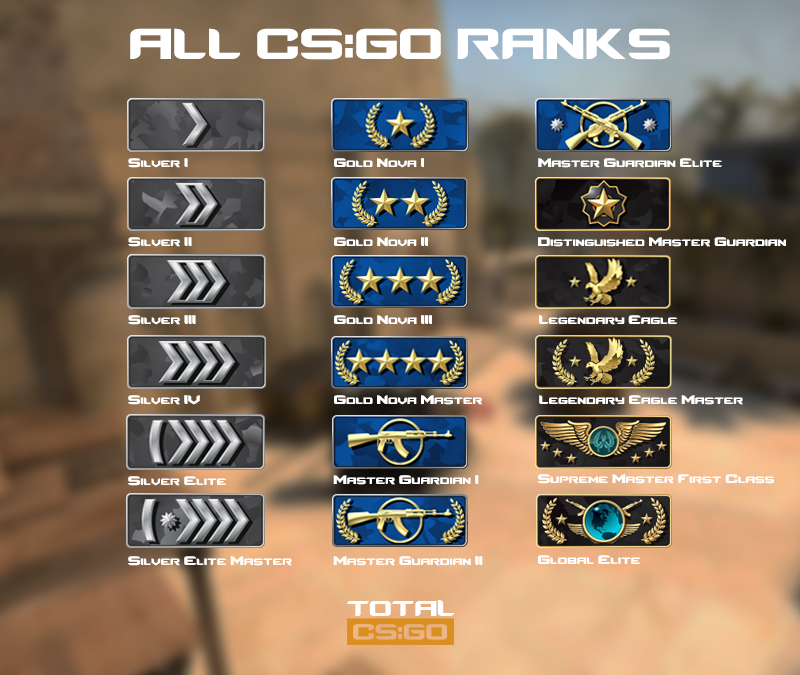 ALL CS:GO RANKS
Silver I
Silver II
Silver III
Silver IV
Silver Elite
Silver Elite Master
Gold Nova I
Gold Nova II
Gold Nova III
Gold Nova Master
Master Guardian I
Master Guardian II
Master Guardian Elite
Distinguished Master Guardian
Legendary Eagle
Legendary Eagle Master
Supreme Master First Class
Global Elite
TOTAL
CS:GO